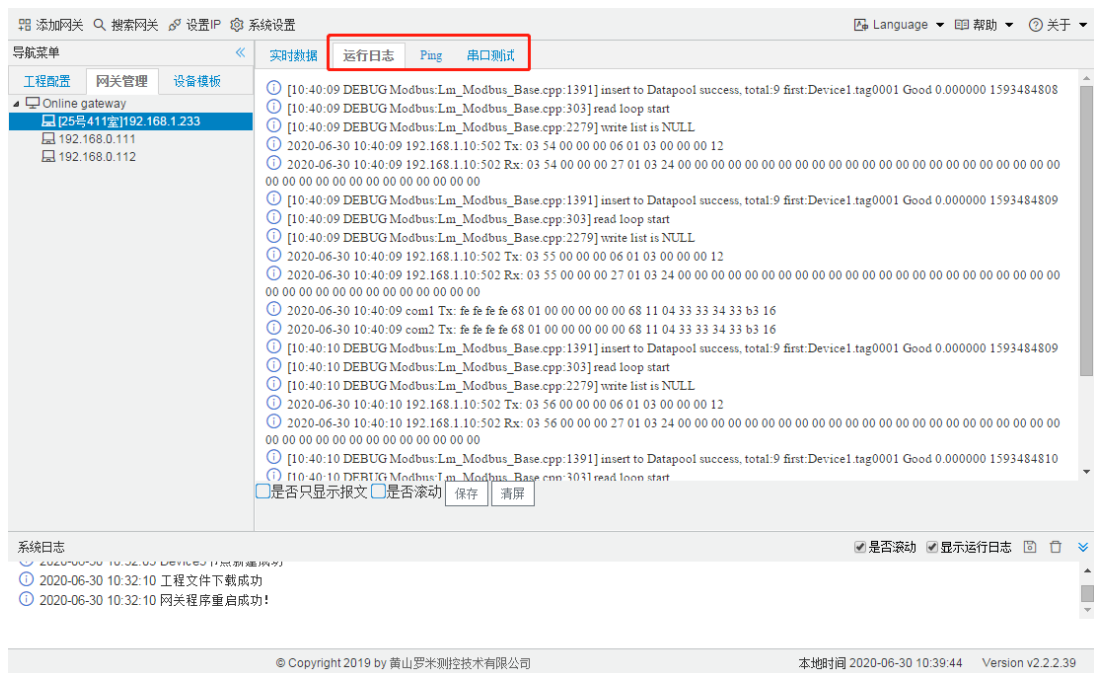 添加网关 搜索网关 设置IP 系统设置 Language 帮助 关于
导航菜单
实时数据 运行日志 Ping 串口测试
工程配置 网关管理 设备模板
Online gateway
[25号411室]192.168.1.233
192.168.0.111
192.168.0.112
[10:40:09 DEBUG Modbus:Lm_Modbus_Base.cpp:1391] insert to Datapool success, total:9 first:Device1.tag0001 Good 0.000000 1593484808
[10:40:09 DEBUG Modbus:Lm_Modbus_Base.cpp:303] read loop start
[10:40:09 DEBUG Modbus:Lm_Modbus_Base.cpp:2279] write list is NULL
2020-06-30 10:40:09 192.168.1.10:502 Tx: 03 54 00 00 00 06 01 03 00 00 00 12
2020-06-30 10:40:09 192.168.1.10:502 Rx: 03 54 00 00 00 27 01 03 24 00 00 00 00 00 00 00 00 00 00 00 00 00 00 00 00 00 00 00 00 00 00 00
00 00 00 00 00 00 00 00 00 00 00 00 00
[10:40:09 DEBUG Modbus:Lm_Modbus_Base.cpp:1391] insert to Datapool success, total:9 first:Device1.tag0001 Good 0.000000 1593484809
[10:40:09 DEBUG Modbus:Lm_Modbus_Base.cpp:303] read loop start
[10:40:09 DEBUG Modbus:Lm_Modbus_Base.cpp:2279] write list is NULL
2020-06-30 10:40:09 192.168.1.10:502 Tx: 03 55 00 00 00 06 01 03 00 00 00 12
2020-06-30 10:40:09 192.168.1.10:502 Rx: 03 55 00 00 00 27 01 03 24 00 00 00 00 00 00 00 00 00 00 00 00 00 00 00 00 00 00 00 00 00 00 00
00 00 00 00 00 00 00 00 00 00 00 00 00
2020-06-30 10:40:09 com1 Tx: fe fe fe fe 68 01 00 00 00 00 00 68 11 04 33 33 34 33 b3 16
2020-06-30 10:40:09 com2 Tx: fe fe fe fe 68 01 00 00 00 00 00 68 11 04 33 33 34 33 b3 16
[10:40:10 DEBUG Modbus:Lm_Modbus_Base.cpp:1391] insert to Datapool success, total:9 first:Device1.tag0001 Good 0.000000 1593484809
[10:40:10 DEBUG Modbus:Lm_Modbus_Base.cpp:303] read loop start
[10:40:10 DEBUG Modbus:Lm_Modbus_Base.cpp:2279] write list is NULL
2020-06-30 10:40:10 192.168.1.10:502 Tx: 03 56 00 00 00 06 01 03 00 00 00 12
2020-06-30 10:40:10 192.168.1.10:502 Rx: 03 56 00 00 00 27 01 03 24 00 00 00 00 00 00 00 00 00 00 00 00 00 00 00 00 00 00 00 00 00 00 00
00 00 00 00 00 00 00 00 00 00 00 00 00
[10:40:10 DEBUG Modbus:Lm_Modbus_Base.cpp:1391] insert to Datapool success, total:9 first:Device1.tag0001 Good 0.000000 1593484810
[10:40:10 DEBUG Modbus:Lm_Modbus_Base.cpp:303] read loop start
是否只显示报文 是否滚动 保存 清屏
系统日志 是否滚动 显示运行日志
2020-06-30 10:32:05 Device3节点新建成功
2020-06-30 10:32:10 工程文件下载成功
2020-06-30 10:32:10 网关程序重启成功!
© Copyright 2019 by 黄山罗米测控技术有限公司 本地时间 2020-06-30 10:39:44 Version v2.2.2.39